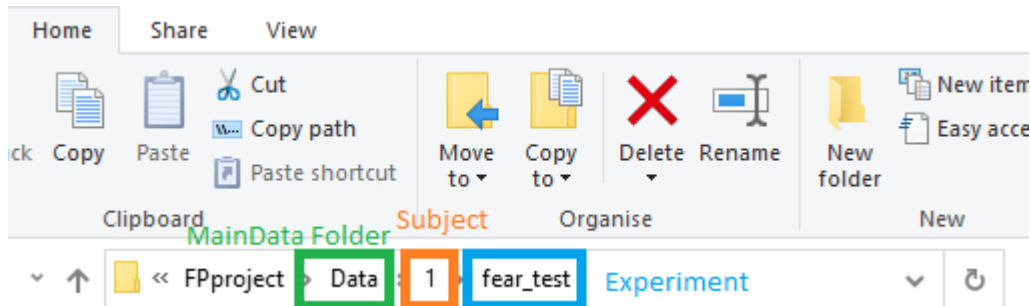 Home Share View
ick Copy Paste Cut
Copy path
Paste shortcut
Move to Copy to Delete Rename New folder New item
Easy acce
Clipboard Organise New
MainData Folder Subject
« FPproject Data 1 fear_test Experiment